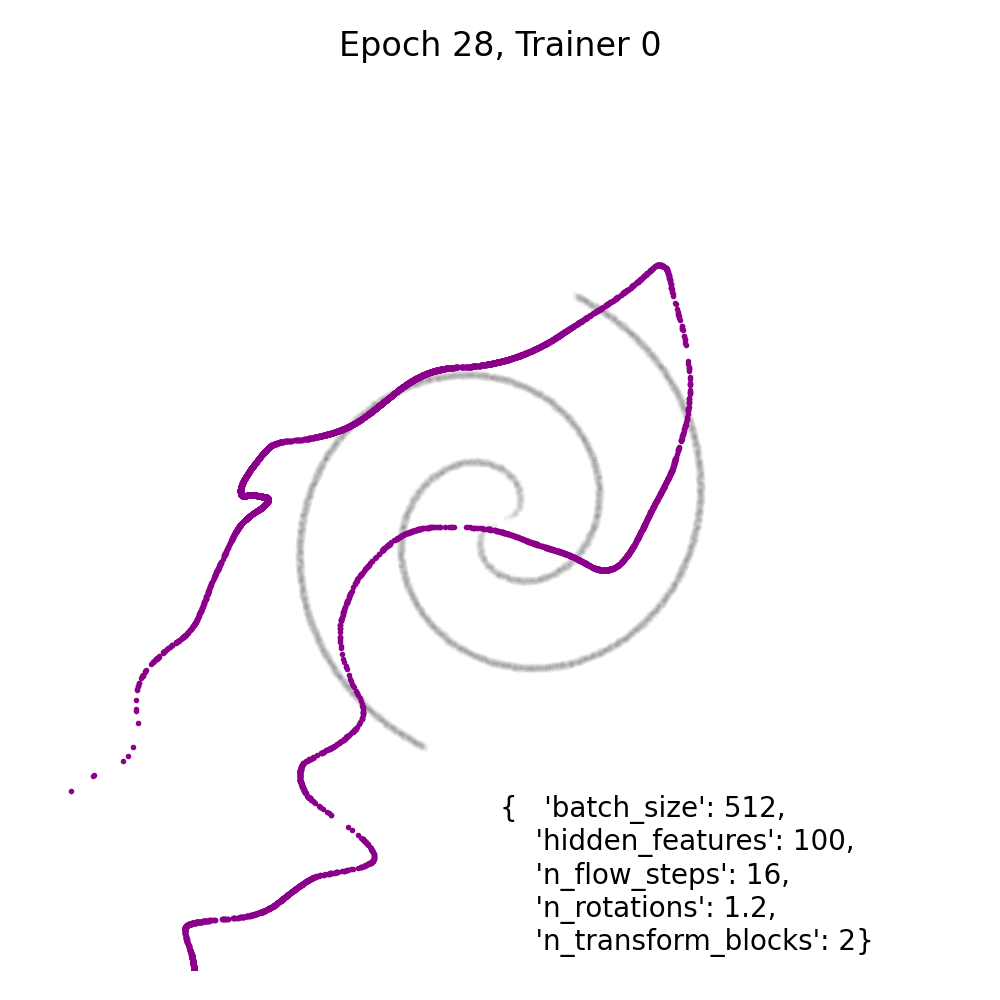 Epoch 28, Trainer 0
{   'batch_size': 512,
'hidden_features': 100,
'n_flow_steps': 16,
'n_rotations': 1.2,
'n_transform_blocks': 2}